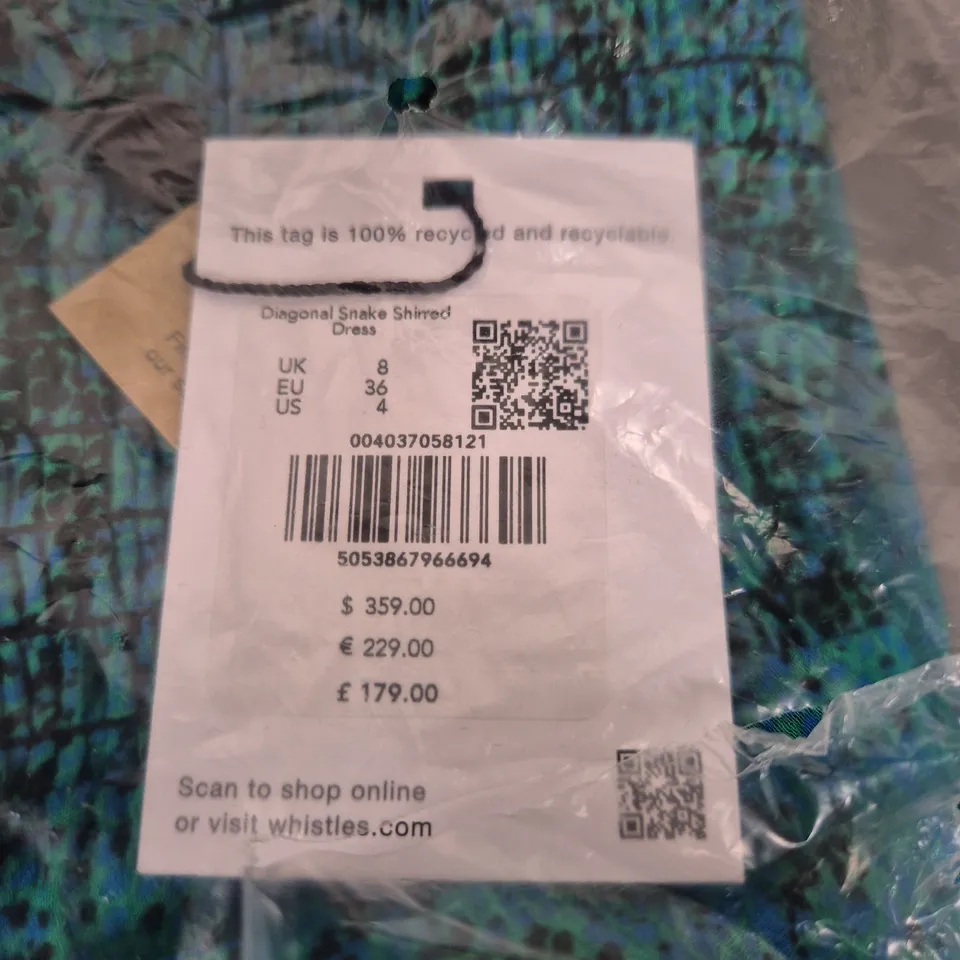 This tag is 100% recycled and recyclable
Diagonal Snake Shirred
Dress
UK 8
EU 36
US 4
004037058121
5053867966694
$ 359.00
€ 229.00
£ 179.00
Scan to shop online
or visit whistles.com
our